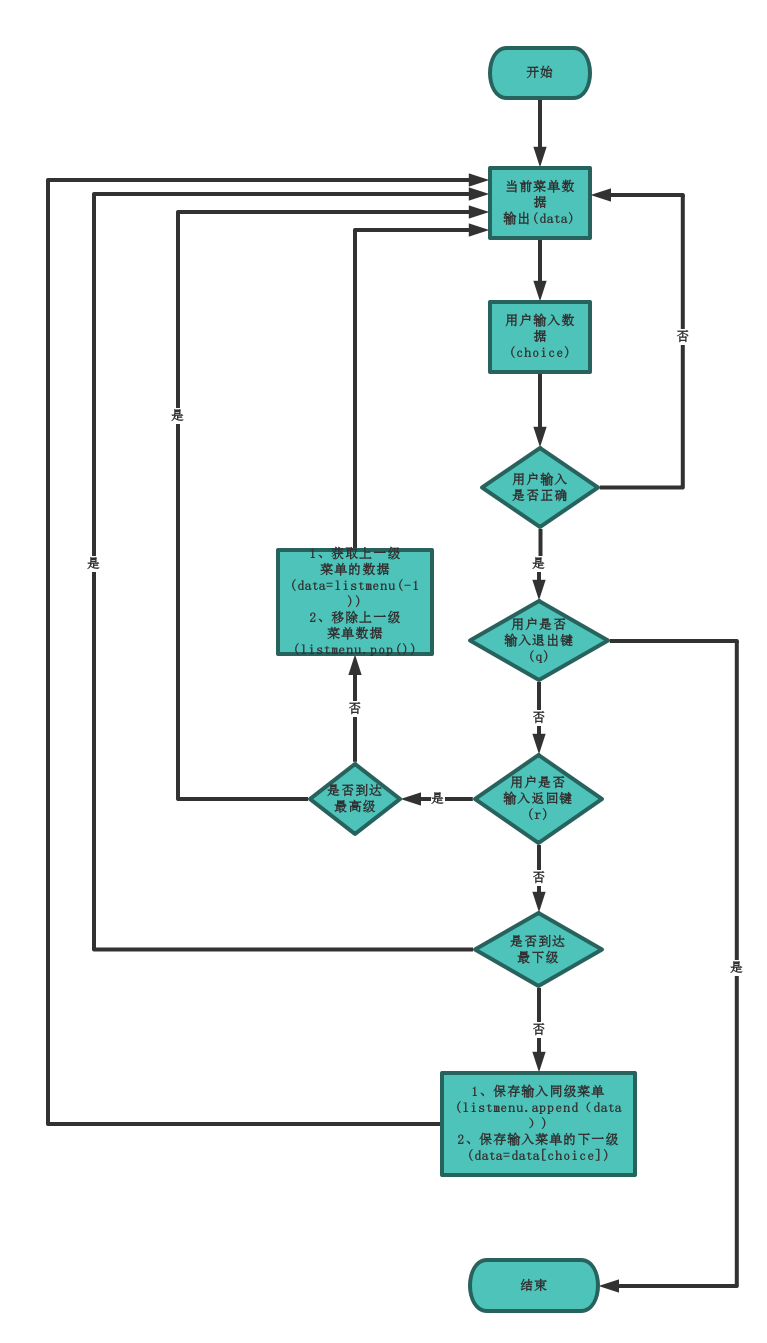 开始
当前菜单数
据
输出(data)
用户输入数
据
(choice)
否
是
用户输入
是否正确
1、获取上一级
菜单的数据
(data=listmenu(-1
))
2、移除上一级
菜单数据
(listmenu.pop())
是
是
用户是否
输入退出键
(q)
否
否
是否到达
最高级
是
用户是否
输入返回键
(r)
否
是否到达
最下级
是
否
1、保存输入同级菜单
(listmenu.append（data
）)
2、保存输入菜单的下一级
(data=data[choice])
结束